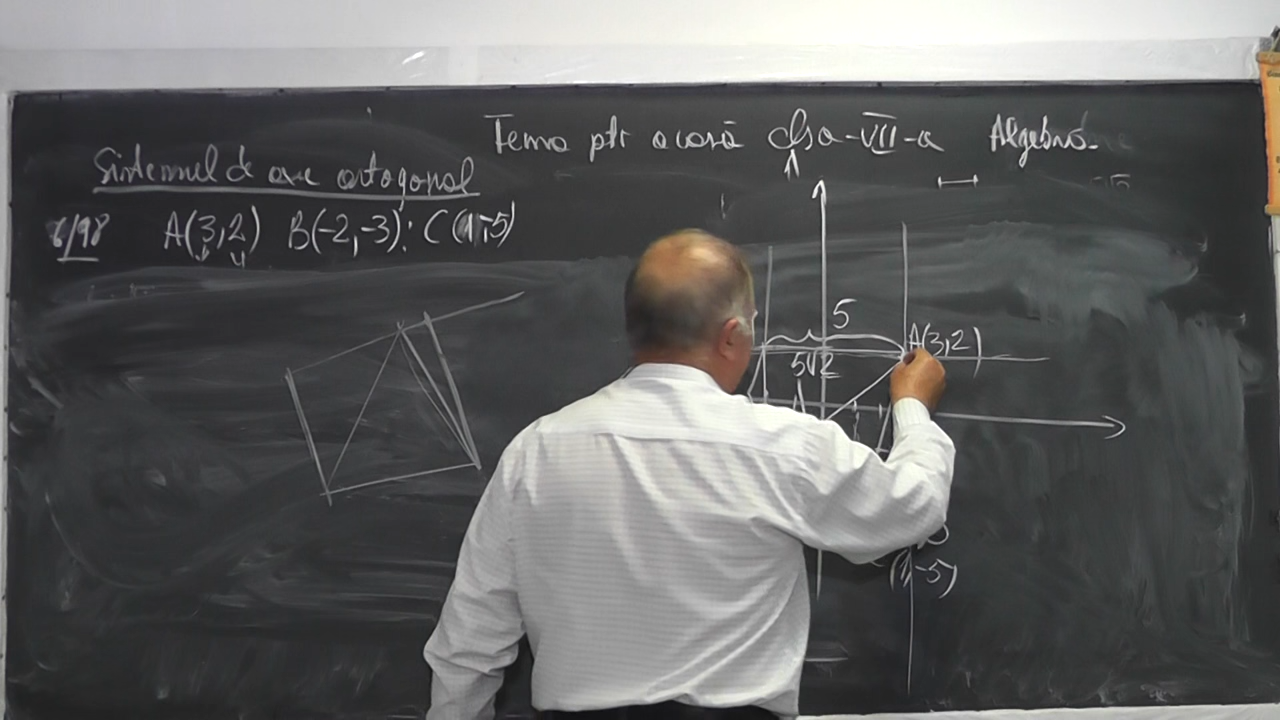 Tema ptr acasă clsa-VII-a Algebră
Sistemul de axe ortogonal
6/98 A(3,2) B(-2,-3); C(1,-5)
5
A(3,2)
5√2
(1,-5)